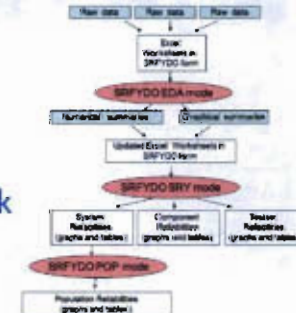 Raw data Raw data Raw data
Excel
Worksheets in
SRFYDO form
SRFYDO EDA mode
Numerical summaries Graphical summaries
Updated Excel Worksheets in
SRFYDO form
SRFYDO SRY mode
System
Reliabilities
(graphs and tables)
Component
Reliabilities
(graphs and tables)
Reliabilities
(graphs and tables)
SRFYDO POP mode
Population Reliabilities
(graphs and tables)
k